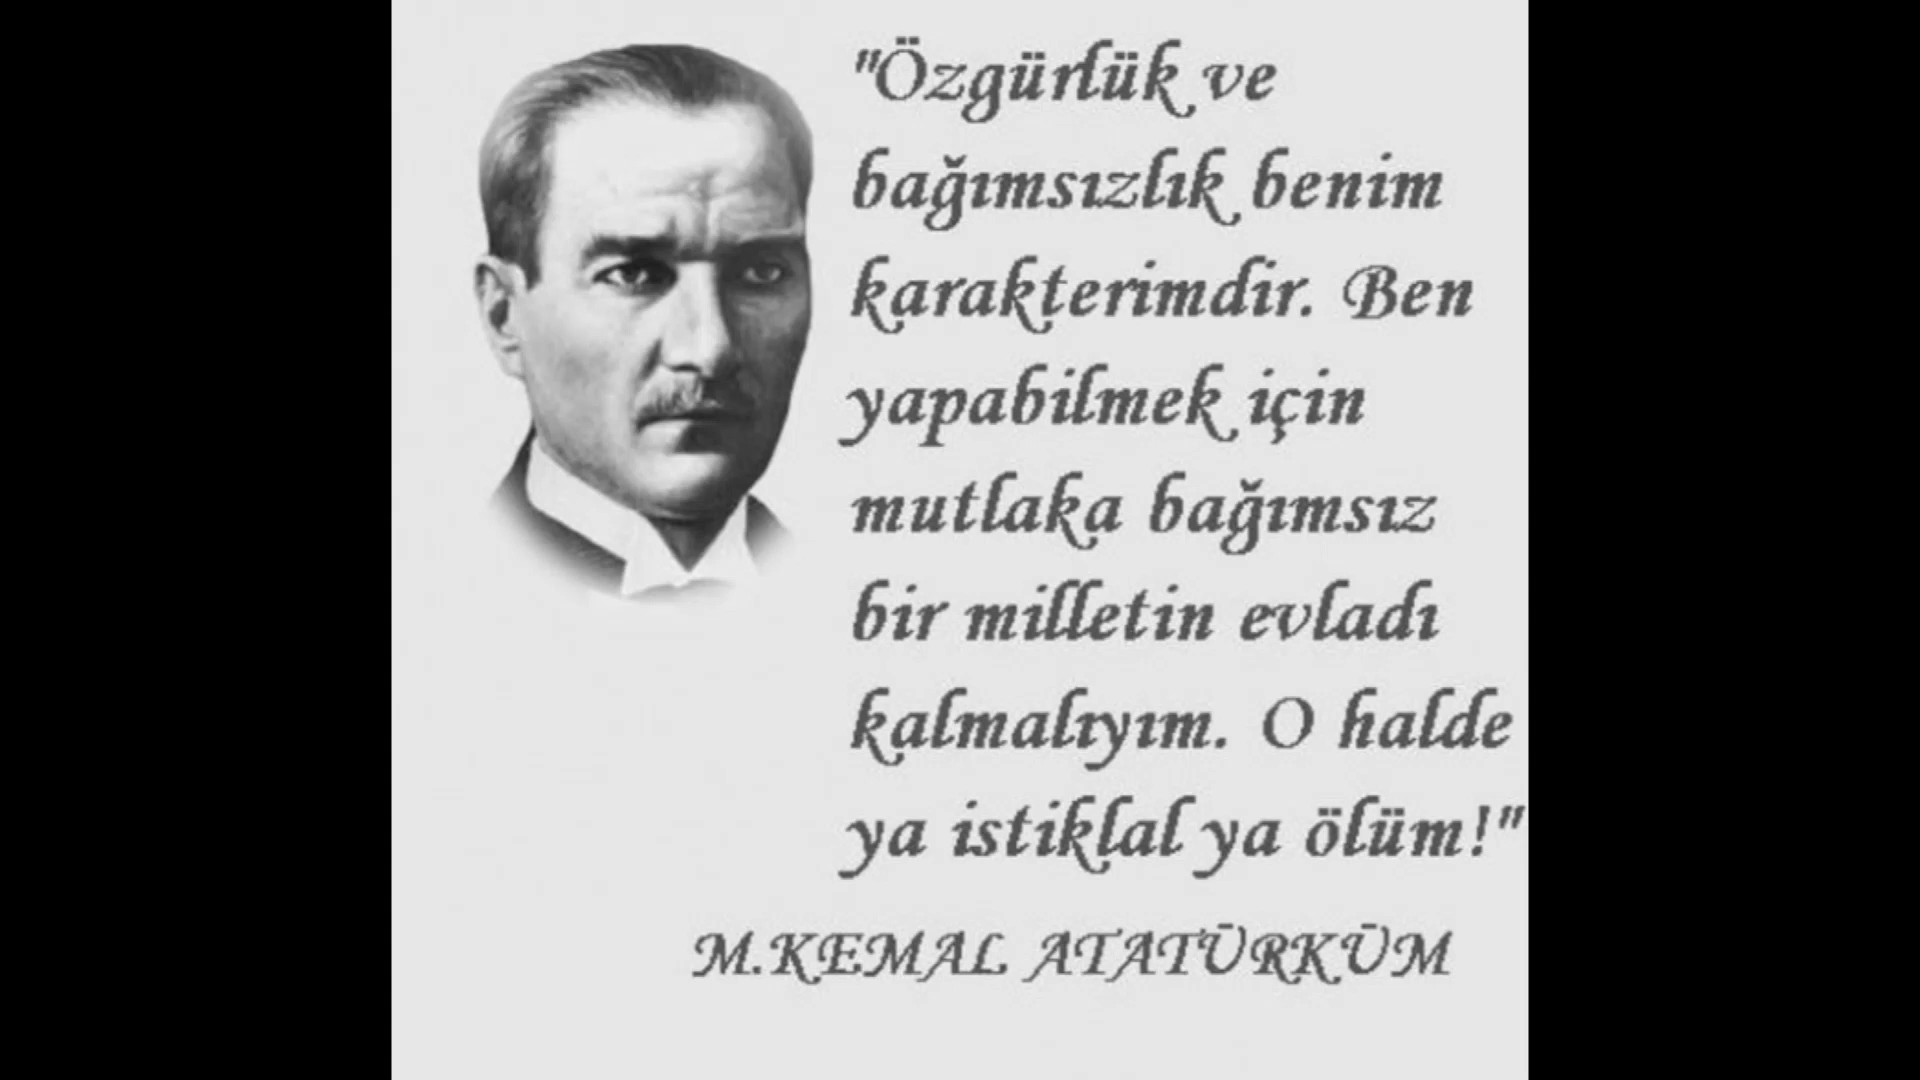 "Özgürlük ve
bağımsızlık benim
karakterimdir. Ben
yapabilmek için
mutlaka bağımsız
bir milletin evladı
kalmalıyım. O halde
ya istiklal ya ölüm!"
M.KEMAL ATATÜRKÜM